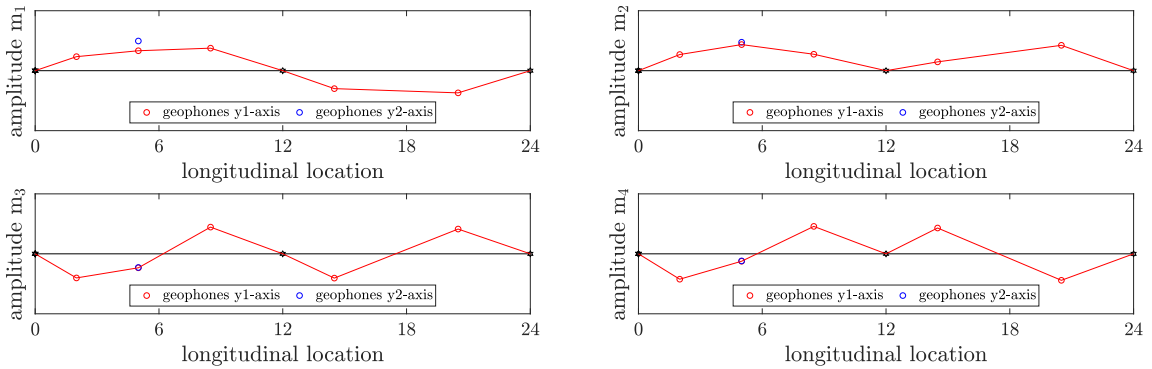 amplitude m₁
geophones y1-axis geophones y2-axis
0 6 12 18 24
longitudinal location
amplitude m₂
geophones y1-axis geophones y2-axis
0 6 12 18 24
longitudinal location
amplitude m₃
geophones y1-axis geophones y2-axis
0 6 12 18 24
longitudinal location
amplitude m₄
geophones y1-axis geophones y2-axis
0 6 12 18 24
longitudinal location